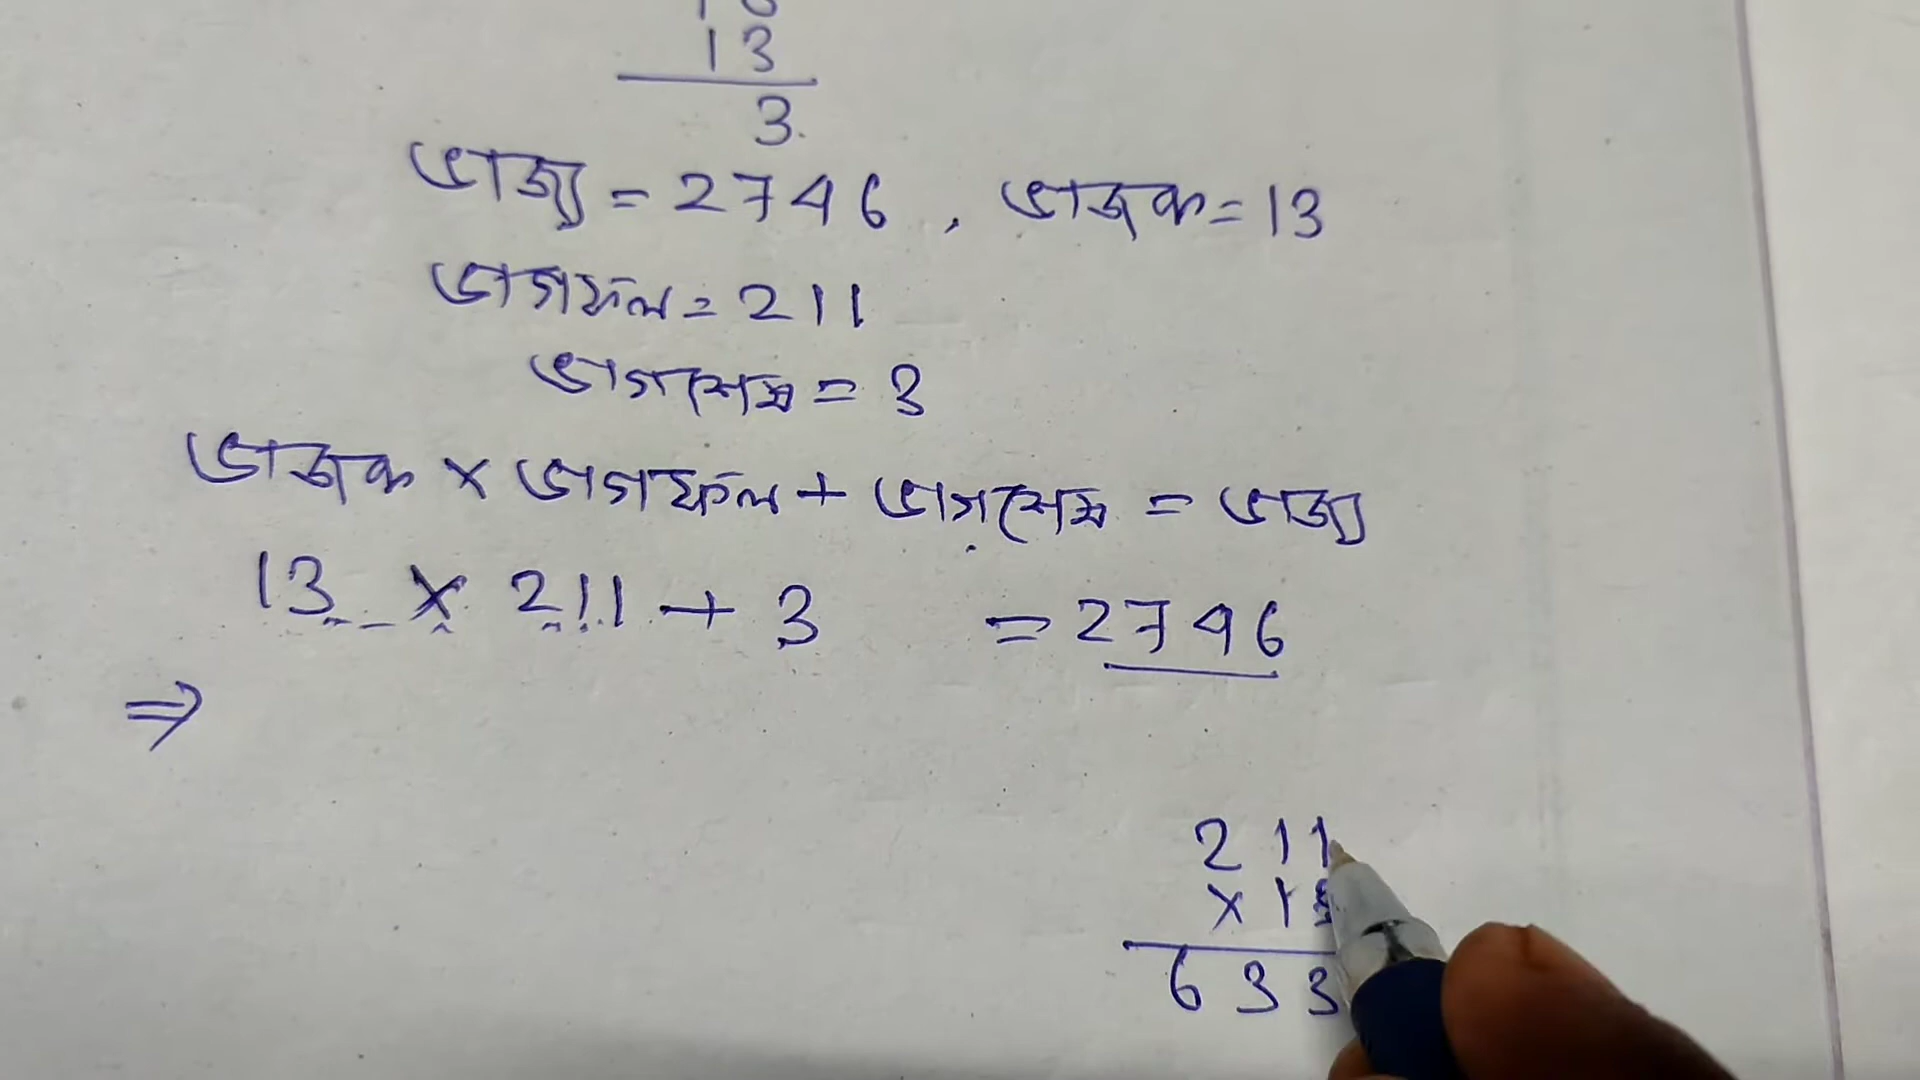 13
3.
ভাজ্য = 2746, ভাজক = 13
ভাগফল = 211
ভাগশেষ = 3
ভাজক × ভাগফল + ভাগশেষ = ভাজ্য
13 × 211 + 3 = 2746
⇒
211
× 13
633